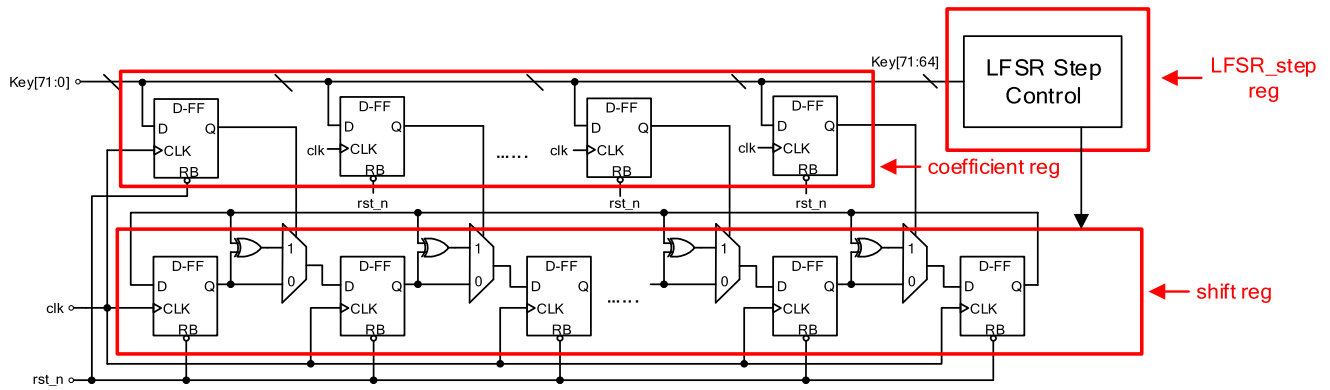 Key[71:0]
Key[71:64]
LFSR Step
Control
LFSR_step
reg
D-FF
D Q
CLK
RB
D-FF
D Q
clk CLK
RB
rst_n
......
D-FF
D Q
clk CLK
RB
rst_n
D-FF
D Q
clk CLK
RB
rst_n
coefficient reg
1
0
1
0
1
0
1
0
D-FF
D Q
CLK
RB
D-FF
D Q
CLK
RB
D-FF
D Q
CLK
RB
......
D-FF
D Q
CLK
RB
D-FF
D Q
CLK
RB
shift reg
clk
rst_n